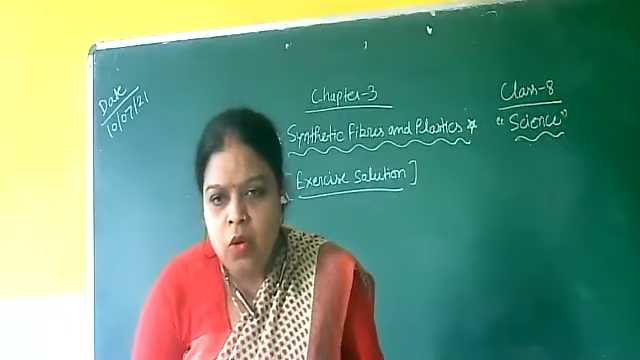 Date
10/07/21
Chapter-3
Class-8
Synthetic Fibres and Plastics *
"Science"
[Exercise Solution]